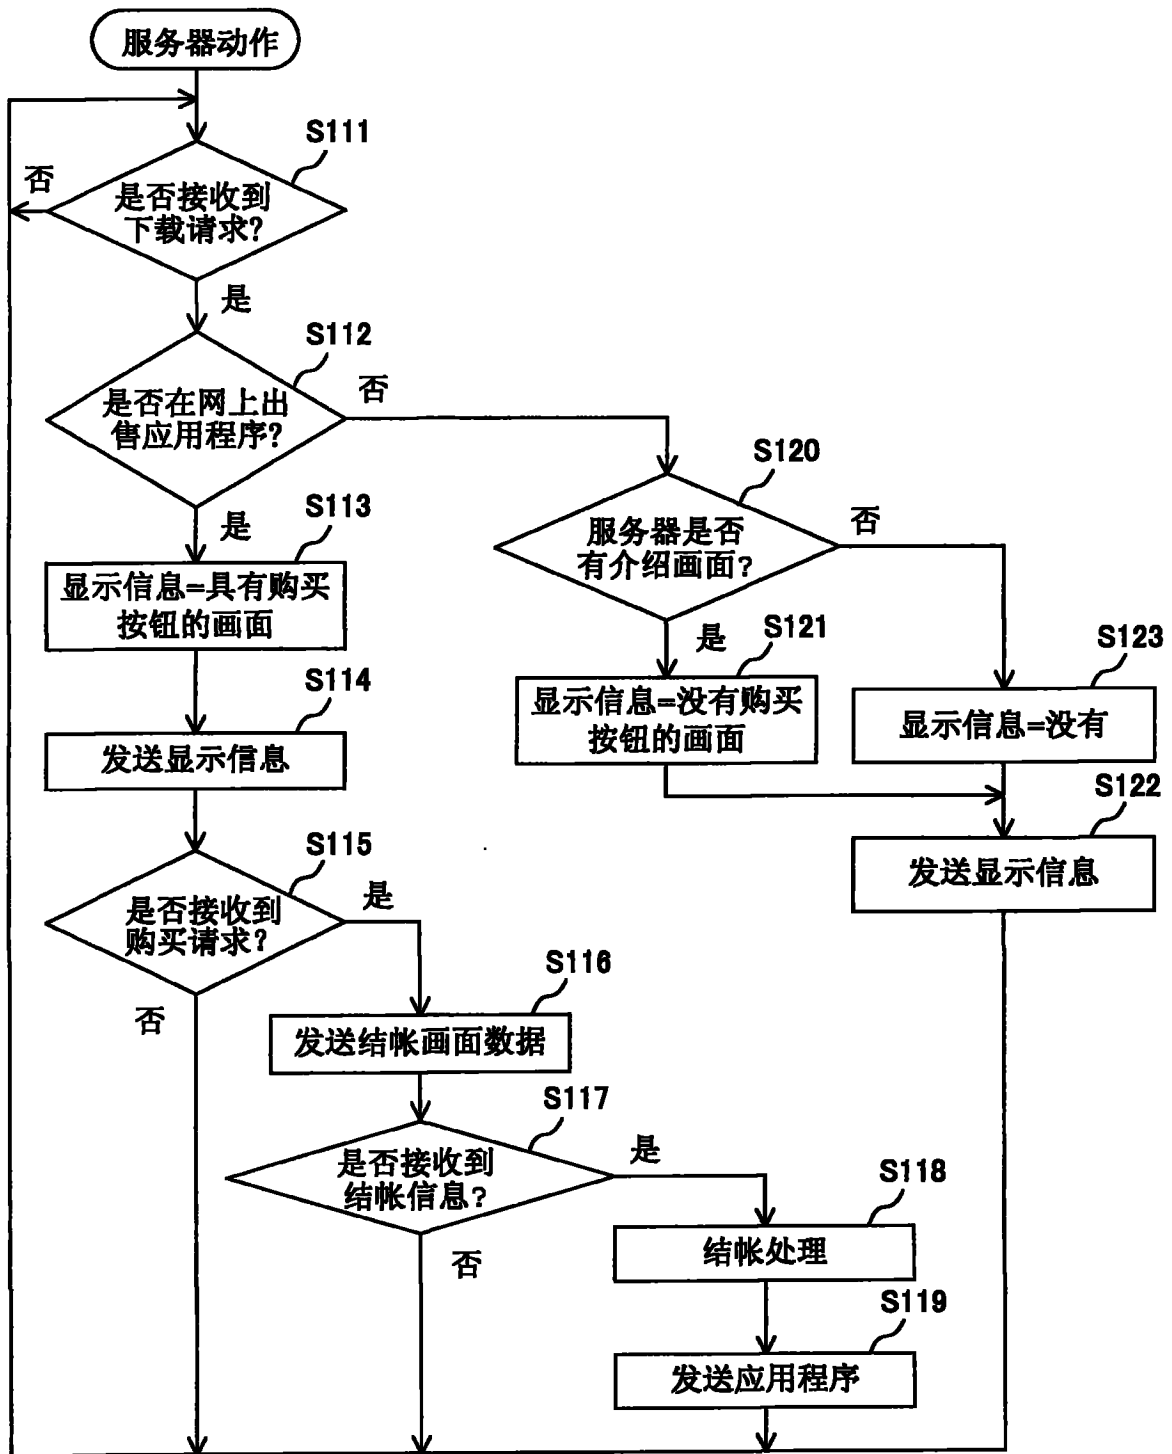 服务器动作
S111
否
是否接收到
下载请求?
是
S112
否
是否在网上出
售应用程序?
S120
是
S113
服务器是否
有介绍画面?
否
显示信息=具有购买
按钮的画面
是
S121
S123
S114
显示信息=没有购买
按钮的画面
显示信息=没有
发送显示信息
S122
S115
发送显示信息
是否接收到
购买请求?
是
S116
否
发送结帐画面数据
S117
是否接收到
结帐信息?
是
S118
否
结帐处理
S119
发送应用程序